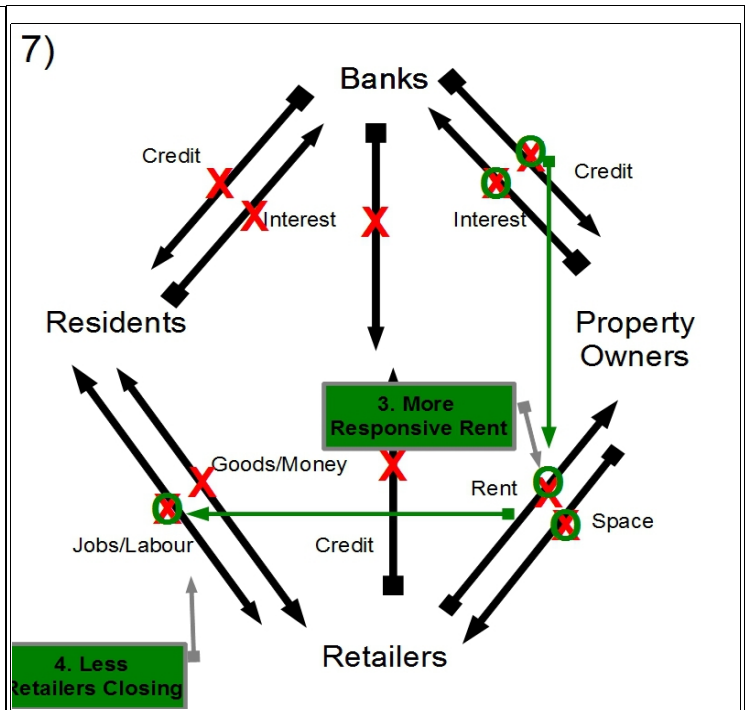 7)
Banks
Credit
Credit
Interest
Interest
Residents
Property
Owners
3. More
Responsive Rent
Goods/Money
Rent
Space
Jobs/Labour
Credit
Retailers
4. Less
Retailers Closing